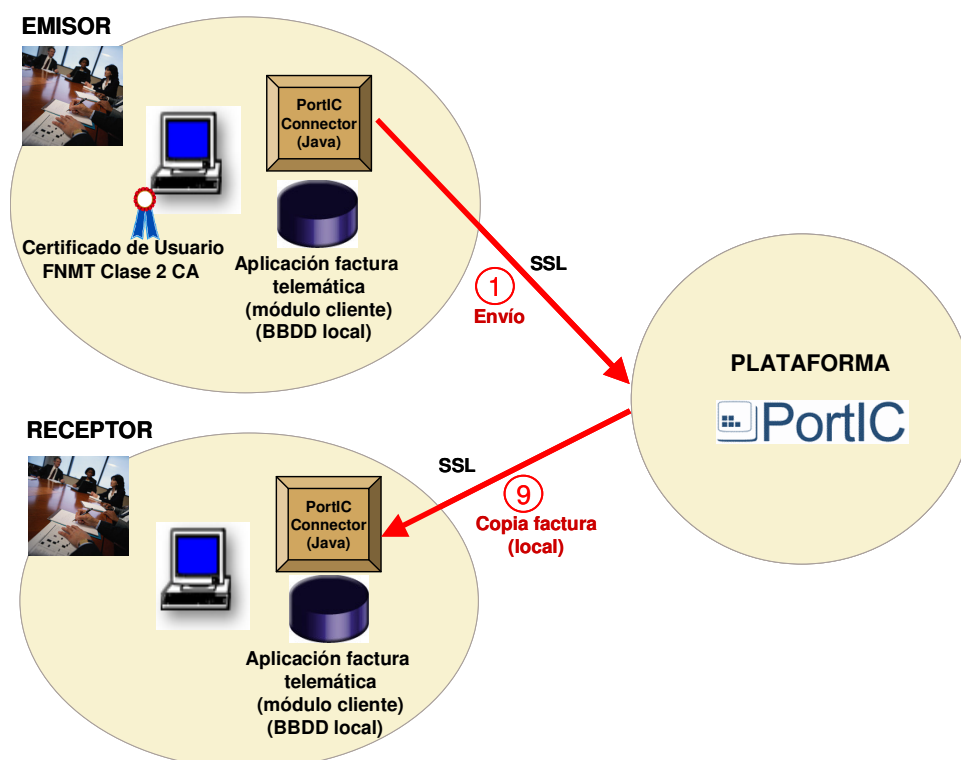 EMISOR
PortIC
Connector
(Java)
Certificado de Usuario
FNMT Clase 2 CA
Aplicación factura
telemática
(módulo cliente)
(BBDD local)
SSL
1
Envío
PLATAFORMA
PortIC
RECEPTOR
SSL
9
Copia factura
(local)
PortIC
Connector
(Java)
Aplicación factura
telemática
(módulo cliente)
(BBDD local)